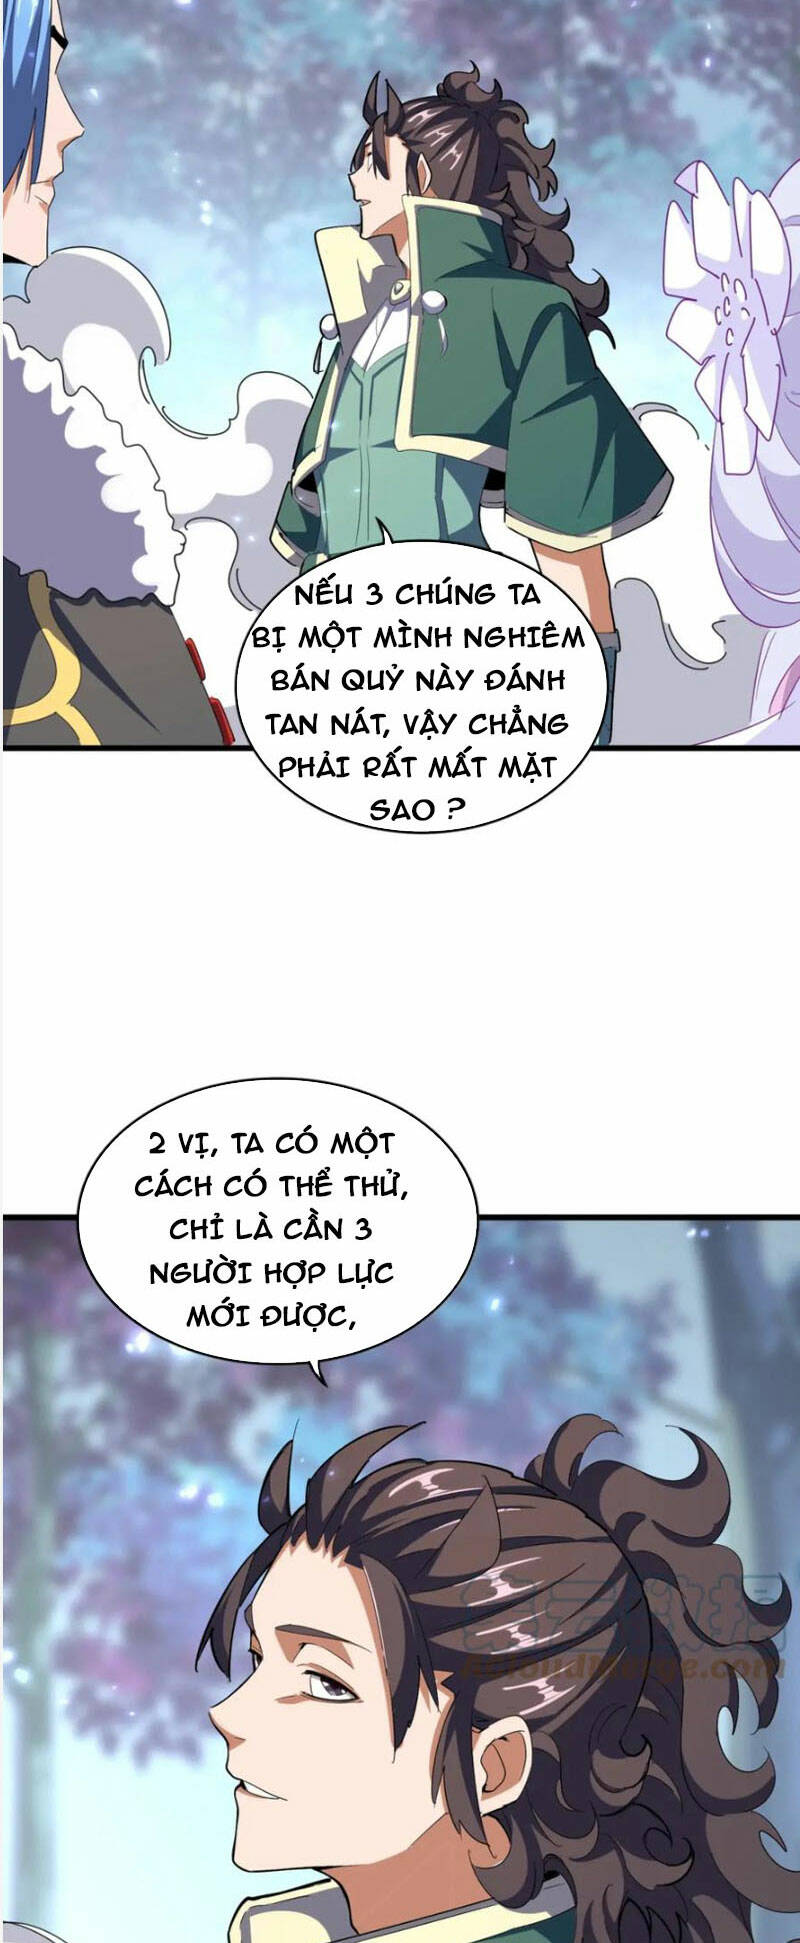 NẾU 3 CHÚNG TA
BỊ MỘT MÌNH NGHIÊM
BÁN QUỶ NÀY ĐÁNH
TAN NÁT, VẬY CHẲNG
PHẢI RẤT MẤT MẶT
SAO ?
2 VỊ, TA CÓ MỘT
CÁCH CÓ THỂ THỬ,
CHỈ LÀ CẦN 3
NGƯỜI HỢP LỰC
MỚI ĐƯỢC,
AcloudMerge.com